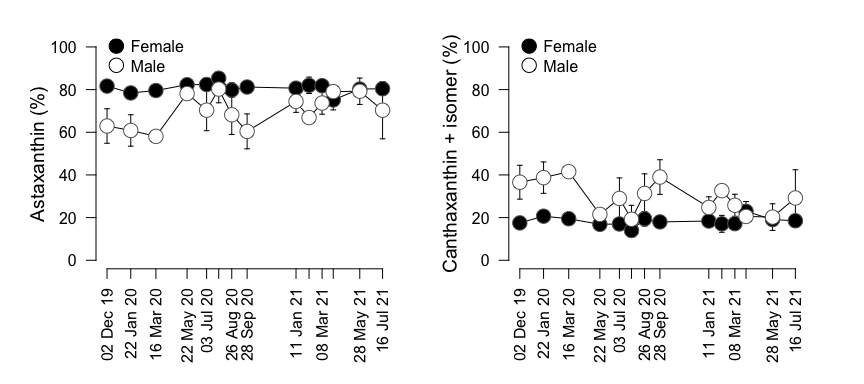 Astaxanthin (%)
100
80
60
40
20
0
Female
Male
02 Dec 19
22 Jan 20
16 Mar 20
22 May 20
03 Jul 20
26 Aug 20
28 Sep 20
11 Jan 21
08 Mar 21
28 May 21
16 Jul 21
Canthaxanthin + isomer (%)
100
80
60
40
20
0
Female
Male
02 Dec 19
22 Jan 20
16 Mar 20
22 May 20
03 Jul 20
26 Aug 20
28 Sep 20
11 Jan 21
08 Mar 21
28 May 21
16 Jul 21